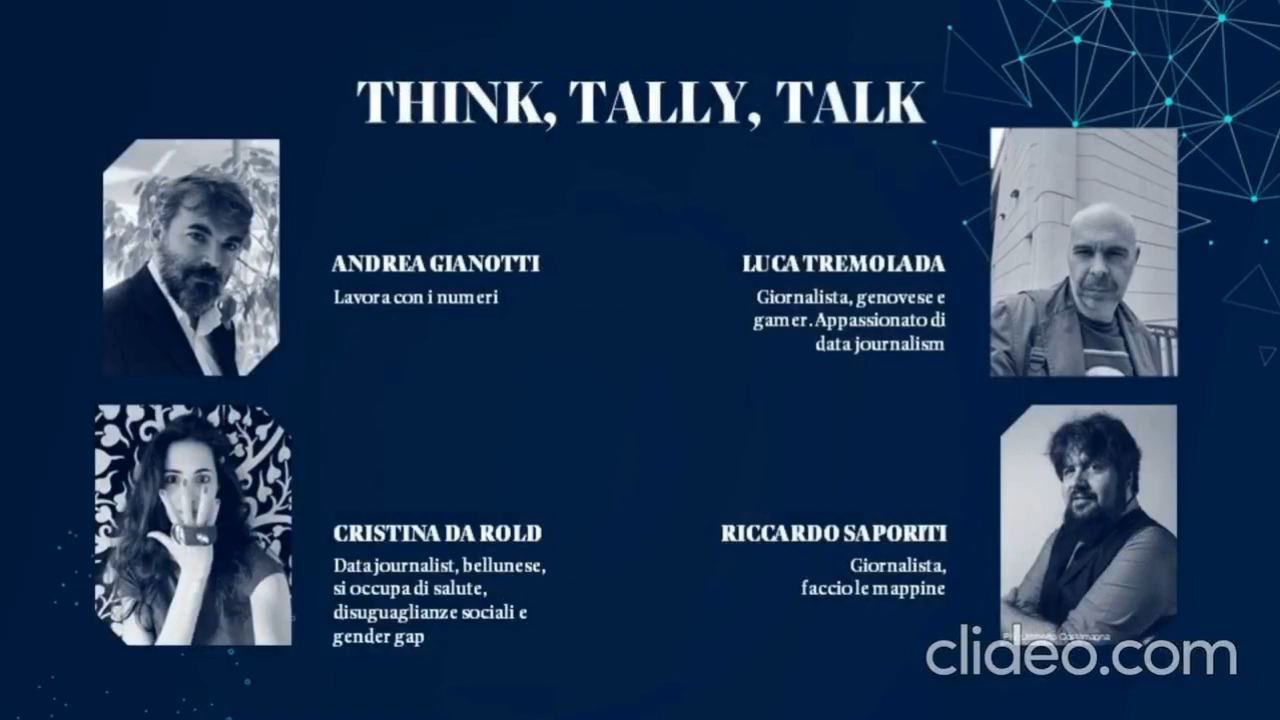 THINK, TALLY, TALK
ANDREA GIANOTTI
Lavora con i numeri
LUCA TREMOLADA
Giornalista, genovese e
gamer. Appassionato di
data journalism
CRISTINA DA ROLD
Data journalist, bellunese,
si occupa di salute,
disuguaglianze sociali e
gender gap
RICCARDO SAPORITI
Giornalista,
faccio le mappine
clideo.com